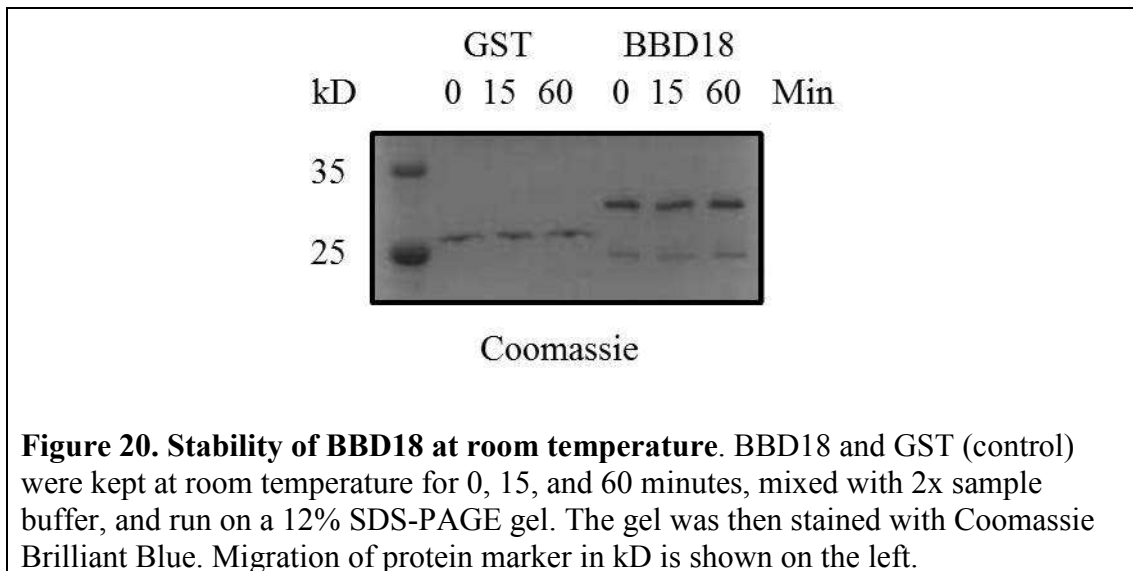 GST BBD18
kD 0 15 60 0 15 60 Min
35
25
Coomassie
Figure 20. Stability of BBD18 at room temperature. BBD18 and GST (control)
were kept at room temperature for 0, 15, and 60 minutes, mixed with 2x sample
buffer, and run on a 12% SDS-PAGE gel. The gel was then stained with Coomassie
Brilliant Blue. Migration of protein marker in kD is shown on the left.